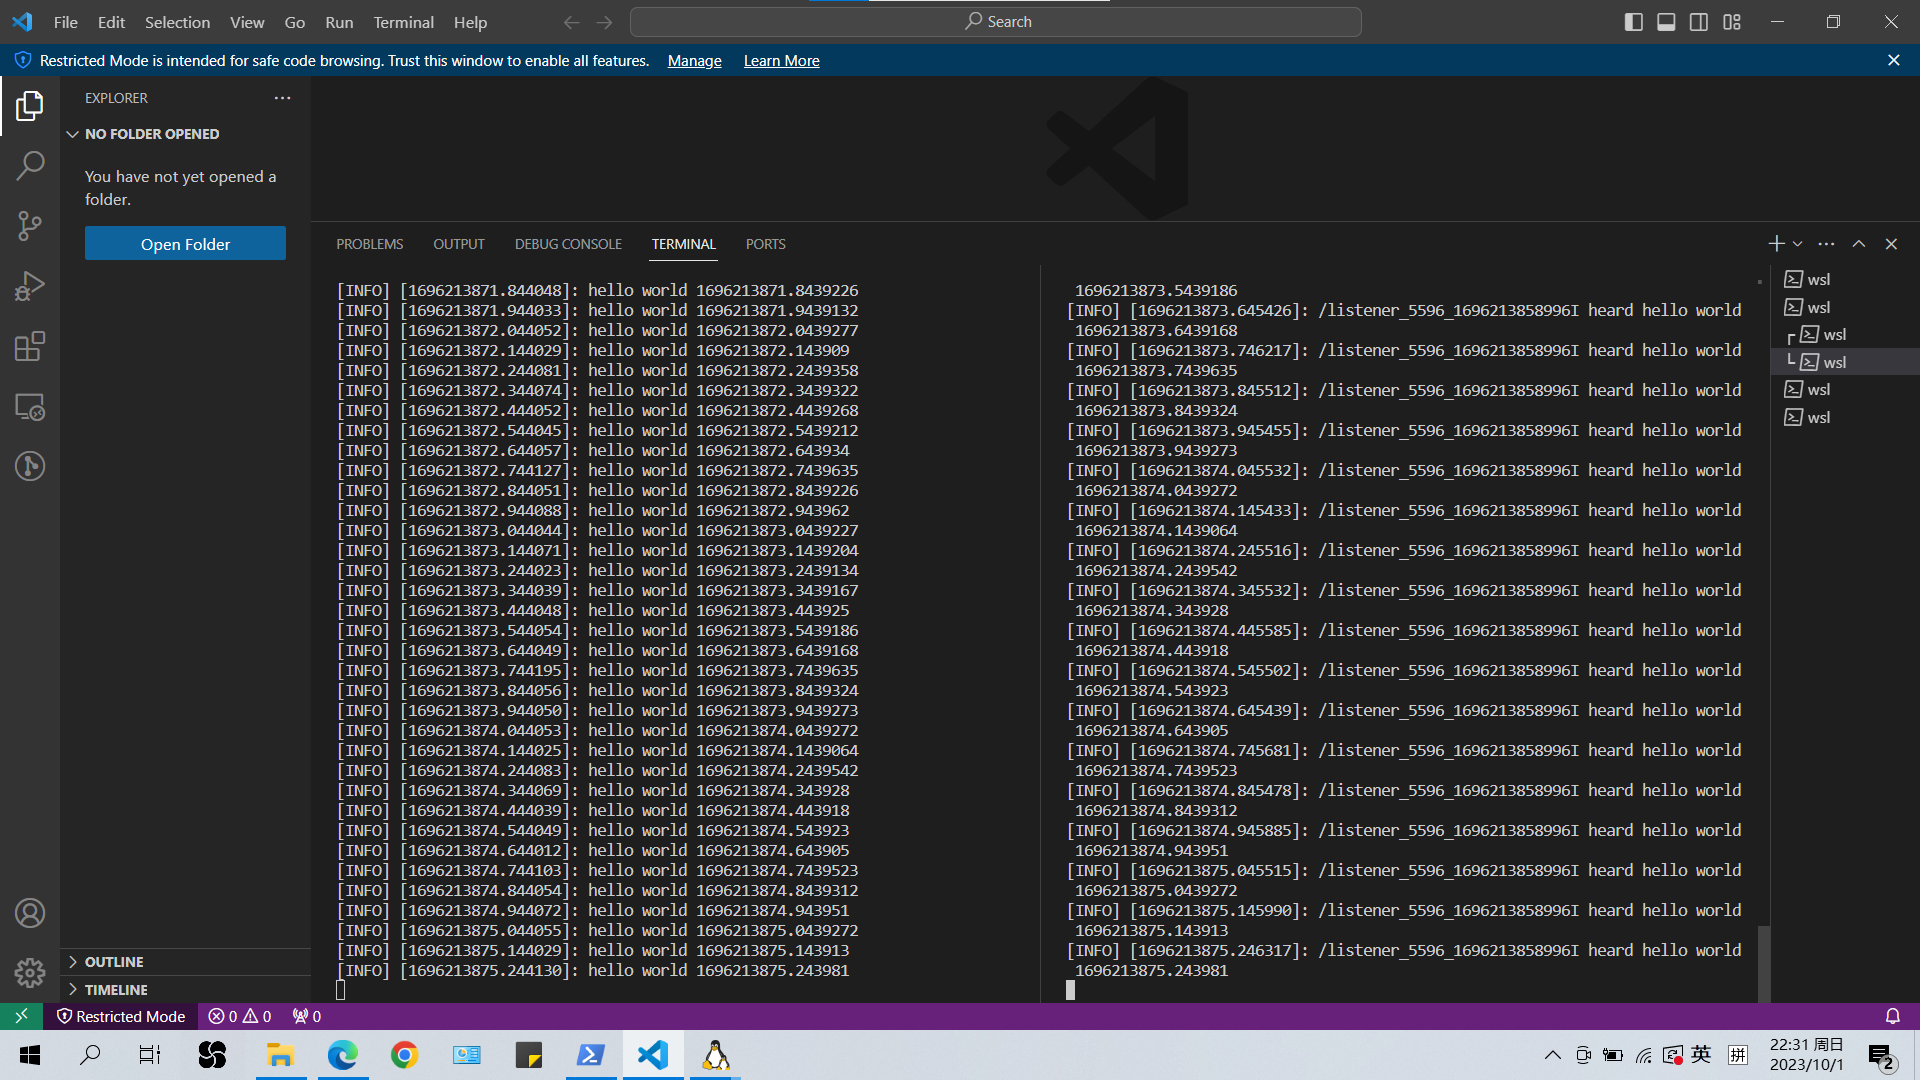 File Edit Selection View Go Run Terminal Help
Search
Restricted Mode is intended for safe code browsing. Trust this window to enable all features. Manage Learn More
EXPLORER
NO FOLDER OPENED
You have not yet opened a
folder.
Open Folder
OUTLINE
TIMELINE
PROBLEMS OUTPUT DEBUG CONSOLE TERMINAL PORTS
[INFO] [1696213871.844048]: hello world 1696213871.8439226
[INFO] [1696213871.944033]: hello world 1696213871.9439132
[INFO] [1696213872.044052]: hello world 1696213872.0439277
[INFO] [1696213872.144029]: hello world 1696213872.143909
[INFO] [1696213872.244081]: hello world 1696213872.2439358
[INFO] [1696213872.344074]: hello world 1696213872.3439322
[INFO] [1696213872.444052]: hello world 1696213872.4439268
[INFO] [1696213872.544045]: hello world 1696213872.5439212
[INFO] [1696213872.644057]: hello world 1696213872.643934
[INFO] [1696213872.744127]: hello world 1696213872.7439635
[INFO] [1696213872.844051]: hello world 1696213872.8439226
[INFO] [1696213872.944088]: hello world 1696213872.943962
[INFO] [1696213873.044044]: hello world 1696213873.0439227
[INFO] [1696213873.144071]: hello world 1696213873.1439204
[INFO] [1696213873.244023]: hello world 1696213873.2439134
[INFO] [1696213873.344039]: hello world 1696213873.3439167
[INFO] [1696213873.444048]: hello world 1696213873.443925
[INFO] [1696213873.544054]: hello world 1696213873.5439186
[INFO] [1696213873.644049]: hello world 1696213873.6439168
[INFO] [1696213873.744195]: hello world 1696213873.7439635
[INFO] [1696213873.844056]: hello world 1696213873.8439324
[INFO] [1696213873.944050]: hello world 1696213873.9439273
[INFO] [1696213874.044053]: hello world 1696213874.0439272
[INFO] [1696213874.144025]: hello world 1696213874.1439064
[INFO] [1696213874.244083]: hello world 1696213874.2439542
[INFO] [1696213874.344069]: hello world 1696213874.343928
[INFO] [1696213874.444039]: hello world 1696213874.443918
[INFO] [1696213874.544049]: hello world 1696213874.543923
[INFO] [1696213874.644012]: hello world 1696213874.643905
[INFO] [1696213874.744103]: hello world 1696213874.7439523
[INFO] [1696213874.844054]: hello world 1696213874.8439312
[INFO] [1696213874.944072]: hello world 1696213874.943951
[INFO] [1696213875.044055]: hello world 1696213875.0439272
[INFO] [1696213875.144029]: hello world 1696213875.143913
[INFO] [1696213875.244130]: hello world 1696213875.243981
1696213873.5439186
[INFO] [1696213873.645426]: /listener_5596_1696213858996I heard hello world
1696213873.6439168
[INFO] [1696213873.746217]: /listener_5596_1696213858996I heard hello world
1696213873.7439635
[INFO] [1696213873.845512]: /listener_5596_1696213858996I heard hello world
1696213873.8439324
[INFO] [1696213873.945455]: /listener_5596_1696213858996I heard hello world
1696213873.9439273
[INFO] [1696213874.045532]: /listener_5596_1696213858996I heard hello world
1696213874.0439272
[INFO] [1696213874.145433]: /listener_5596_1696213858996I heard hello world
1696213874.1439064
[INFO] [1696213874.245516]: /listener_5596_1696213858996I heard hello world
1696213874.2439542
[INFO] [1696213874.345532]: /listener_5596_1696213858996I heard hello world
1696213874.343928
[INFO] [1696213874.445585]: /listener_5596_1696213858996I heard hello world
1696213874.443918
[INFO] [1696213874.545502]: /listener_5596_1696213858996I heard hello world
1696213874.543923
[INFO] [1696213874.645439]: /listener_5596_1696213858996I heard hello world
1696213874.643905
[INFO] [1696213874.745681]: /listener_5596_1696213858996I heard hello world
1696213874.7439523
[INFO] [1696213874.845478]: /listener_5596_1696213858996I heard hello world
1696213874.8439312
[INFO] [1696213874.945885]: /listener_5596_1696213858996I heard hello world
1696213874.943951
[INFO] [1696213875.045515]: /listener_5596_1696213858996I heard hello world
1696213875.0439272
[INFO] [1696213875.145990]: /listener_5596_1696213858996I heard hello world
1696213875.143913
[INFO] [1696213875.246317]: /listener_5596_1696213858996I heard hello world
1696213875.243981
wsl
wsl
wsl
wsl
wsl
wsl
Restricted Mode 0 0 0
英 拼 22:31 周日
2023/10/1
2